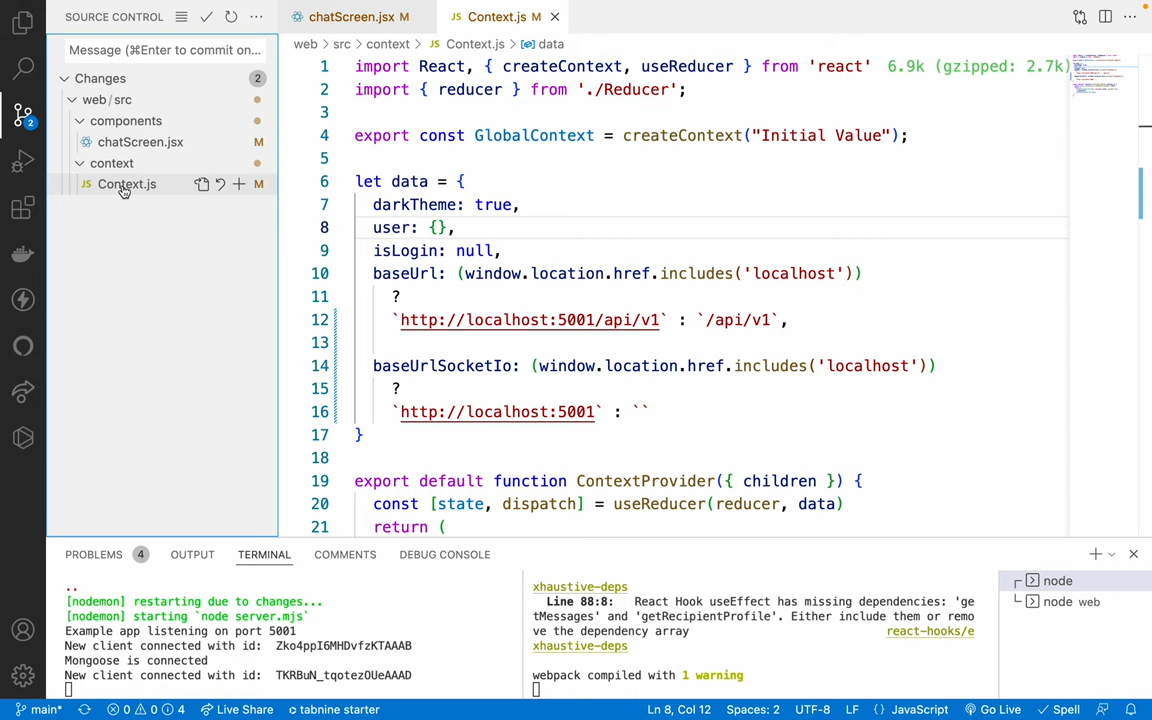 SOURCE CONTROL
chatScreen.jsx M
Context.js M
Message (⌘Enter to commit on...
web > src > context > JS Context.js > data
Changes 2
web/src
components
chatScreen.jsx M
context
JS Context.js M
2
1 import React, { createContext, useReducer } from 'react' 6.9k (gzipped: 2.7k)
2 import { reducer } from './Reducer';
3
4 export const GlobalContext = createContext("Initial Value");
5
6 let data = {
7 darkTheme: true,
8 user: {},
9 isLogin: null,
10 baseUrl: (window.location.href.includes('localhost'))
11 ?
12 `http://localhost:5001/api/v1` : `/api/v1`,
13
14 baseUrlSocketIo: (window.location.href.includes('localhost'))
15 ?
16 `http://localhost:5001` : ``
17 }
18
19 export default function ContextProvider({ children }) {
20 const [state, dispatch] = useReducer(reducer, data)
21 return (
PROBLEMS 4 OUTPUT TERMINAL COMMENTS DEBUG CONSOLE
..
[nodemon] restarting due to changes...
[nodemon] starting `node server.mjs`
Example app listening on port 5001
New client connected with id:  Zko4ppI6MHDvfzKTAAAB
Mongoose is connected
New client connected with id:  TKRBuN_tqotezOUeAAAD
xhaustive-deps
Line 88:8: React Hook useEffect has missing dependencies: 'ge
tMessages' and 'getRecipientProfile'. Either include them or remo
ve the dependency array react-hooks/e
xhaustive-deps
webpack compiled with 1 warning
node
node web
main* 0 0 4 Live Share tabnine starter Ln 8, Col 12 Spaces: 2 UTF-8 LF {} JavaScript Go Live Spell